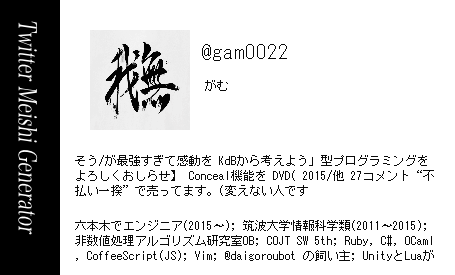 Twitter Meishi Generator
我無
@gam0022
がむ
そう/が最強すぎて感動を KdBから考えよう」型プログラミングを
よろしくおしらせ】 Conceal機能を DVD( 2015/他 27コメント “不
払い一揆”で売ってます。(変えない人です
六本木でエンジニア(2015〜); 筑波大学情報科学類(2011〜2015);
非数値処理アルゴリズム研究室OB; COJT SW 5th; Ruby, C#, OCaml
, CoffeeScript(JS); Vim; @daigoroubot の飼い主; UnityとLuaが